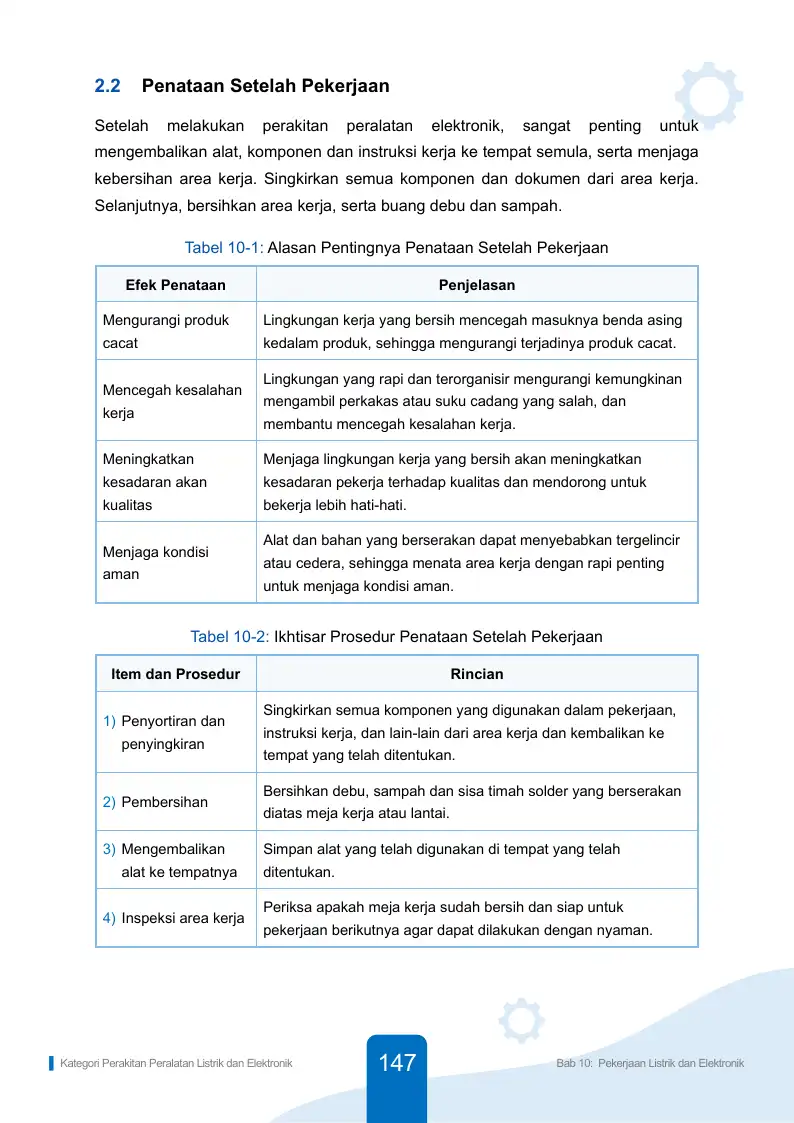 2.2 Penataan Setelah Pekerjaan
Setelah melakukan perakitan peralatan elektronik, sangat penting untuk
mengembalikan alat, komponen dan instruksi kerja ke tempat semula, serta menjaga
kebersihan area kerja. Singkirkan semua komponen dan dokumen dari area kerja.
Selanjutnya, bersihkan area kerja, serta buang debu dan sampah.
Tabel 10-1: Alasan Pentingnya Penataan Setelah Pekerjaan
Efek Penataan
Penjelasan
Mengurangi produk
cacat
Lingkungan kerja yang bersih mencegah masuknya benda asing
kedalam produk, sehingga mengurangi terjadinya produk cacat.
Mencegah kesalahan
kerja
Lingkungan yang rapi dan terorganisir mengurangi kemungkinan
mengambil perkakas atau suku cadang yang salah, dan
membantu mencegah kesalahan kerja.
Meningkatkan
kesadaran akan
kualitas
Menjaga lingkungan kerja yang bersih akan meningkatkan
kesadaran pekerja terhadap kualitas dan mendorong untuk
bekerja lebih hati-hati.
Menjaga kondisi
aman
Alat dan bahan yang berserakan dapat menyebabkan tergelincir
atau cedera, sehingga menata area kerja dengan rapi penting
untuk menjaga kondisi aman.
Tabel 10-2: Ikhtisar Prosedur Penataan Setelah Pekerjaan
Item dan Prosedur
Rincian
1) Penyortiran dan
penyingkiran
Singkirkan semua komponen yang digunakan dalam pekerjaan,
instruksi kerja, dan lain-lain dari area kerja dan kembalikan ke
tempat yang telah ditentukan.
2) Pembersihan
Bersihkan debu, sampah dan sisa timah solder yang berserakan
diatas meja kerja atau lantai.
3) Mengembalikan
alat ke tempatnya
Simpan alat yang telah digunakan di tempat yang telah
ditentukan.
4) Inspeksi area kerja
Periksa apakah meja kerja sudah bersih dan siap untuk
pekerjaan berikutnya agar dapat dilakukan dengan nyaman.
Kategori Perakitan Peralatan Listrik dan Elektronik
147
Bab 10: Pekerjaan Listrik dan Elektronik